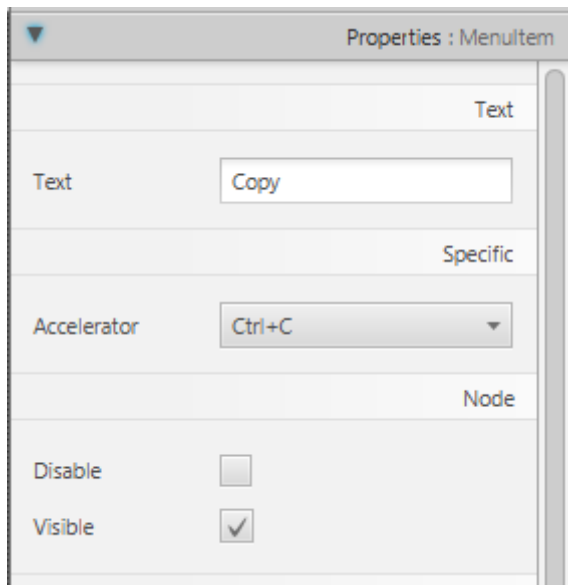 Properties : MenuItem
Text
Text Copy
Specific
Accelerator Ctrl+C
Node
Disable
Visible